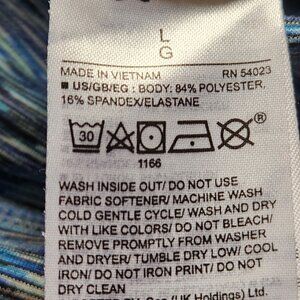 L
G
MADE IN VIETNAM RN 54023
■ US/GB/EG : BODY: 84% POLYESTER,
16% SPANDEX/ELASTANE
30
®
1166
WASH INSIDE OUT/ DO NOT USE
FABRIC SOFTENER/ MACHINE WASH
COLD GENTLE CYCLE/ WASH AND DRY
WITH LIKE COLORS/ DO NOT BLEACH/
REMOVE PROMPTLY FROM WASHER
AND DRYER/ TUMBLE DRY LOW/ COOL
IRON/ DO NOT IRON PRINT/ DO NOT
DRY CLEAN
(UK Holdings) Ltd.